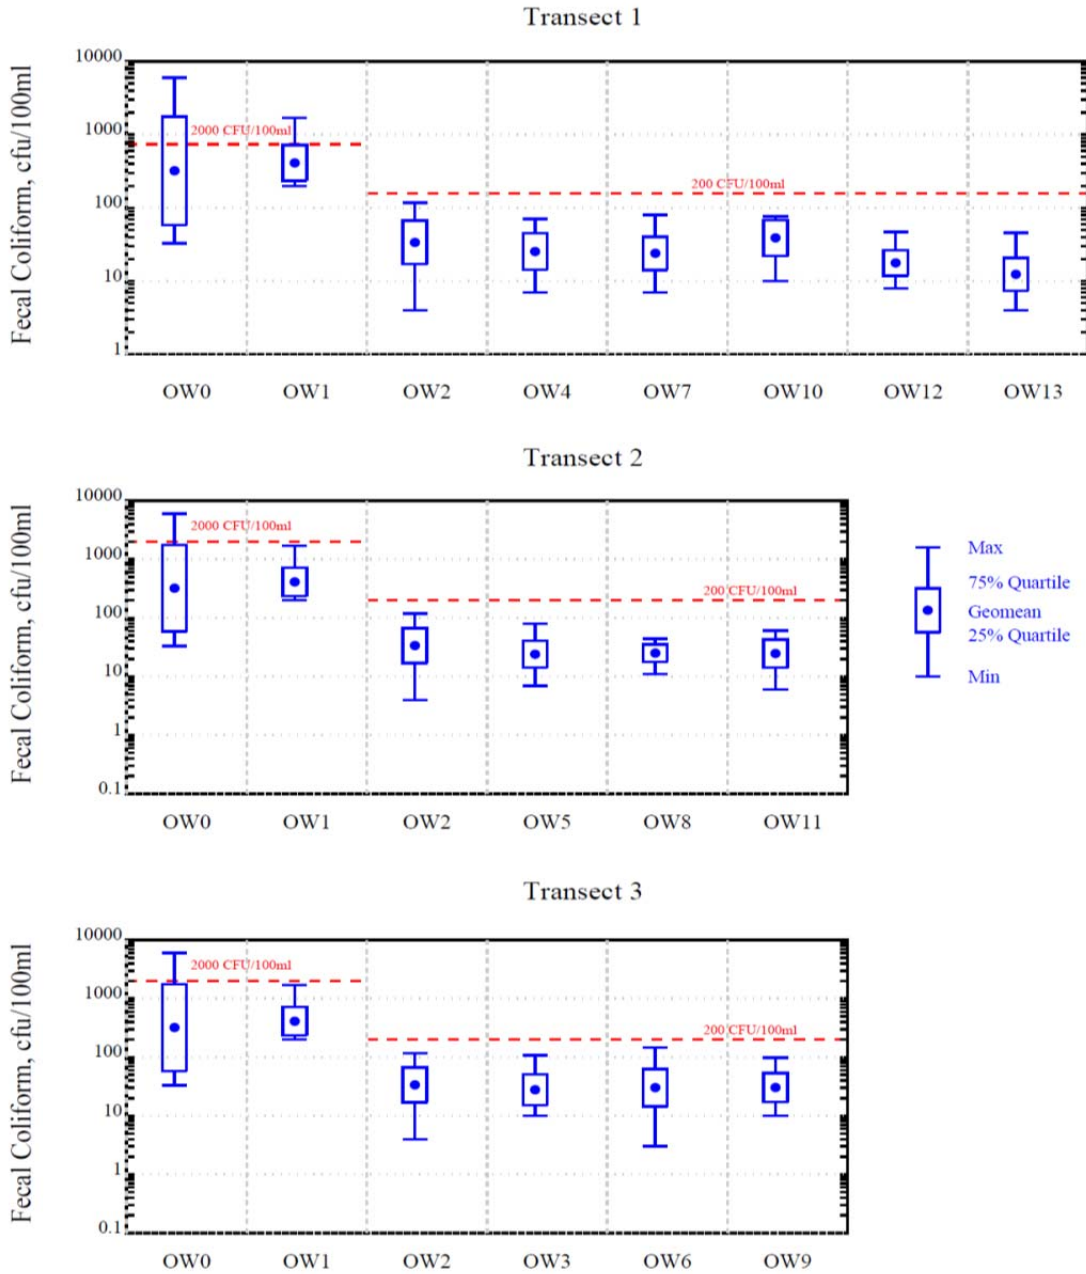 Transect 1
Fecal Coliform, cfu/100ml
10000
1000
100
10
1
2000 CFU/100ml
200 CFU/100ml
OW0 OW1 OW2 OW4 OW7 OW10 OW12 OW13
Transect 2
Fecal Coliform, cfu/100ml
10000
1000
100
10
1
0.1
2000 CFU/100ml
200 CFU/100ml
OW0 OW1 OW2 OW5 OW8 OW11
Max
75% Quartile
Geomean
25% Quartile
Min
Transect 3
Fecal Coliform, cfu/100ml
10000
1000
100
10
1
0.1
2000 CFU/100ml
200 CFU/100ml
OW0 OW1 OW2 OW3 OW6 OW9